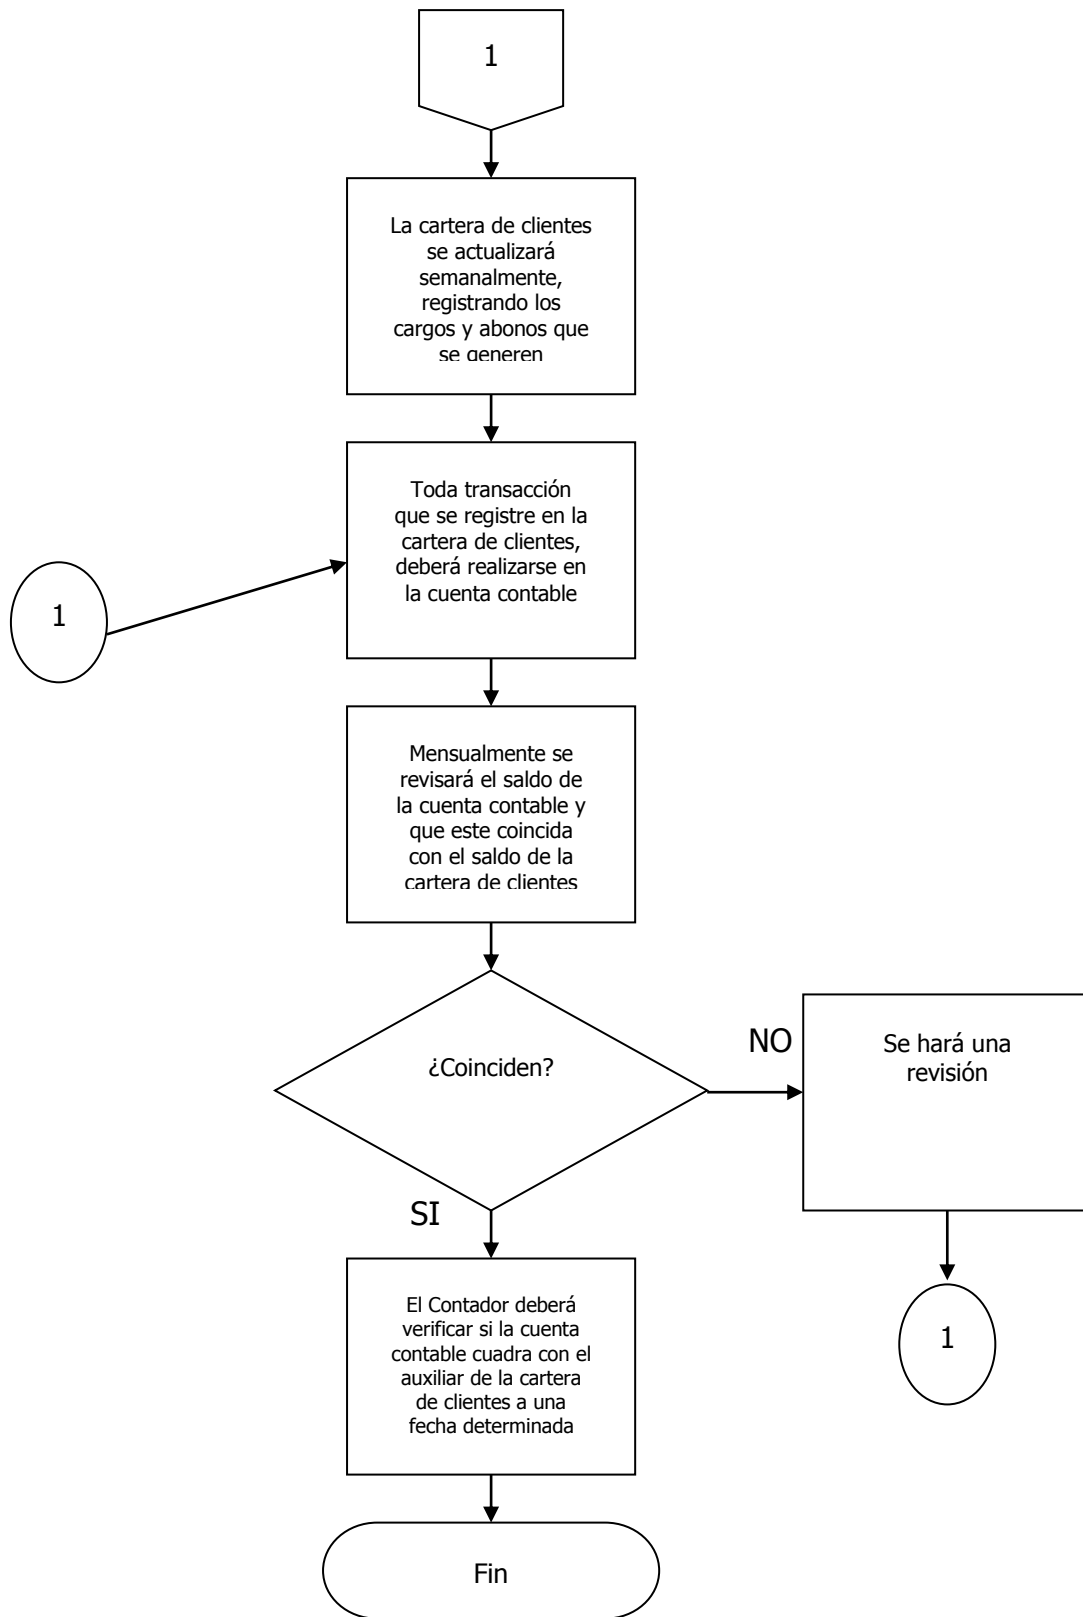 1
La cartera de clientes
se actualizará
semanalmente,
registrando los
cargos y abonos que
se generen
Toda transacción
que se registre en la
cartera de clientes,
deberá realizarse en
la cuenta contable
1
Mensualmente se
revisará el saldo de
la cuenta contable y
que este coincida
con el saldo de la
cartera de clientes
¿Coinciden?
NO
Se hará una
revisión
SI
El Contador deberá
verificar si la cuenta
contable cuadra con el
auxiliar de la cartera
de clientes a una
fecha determinada
1
Fin